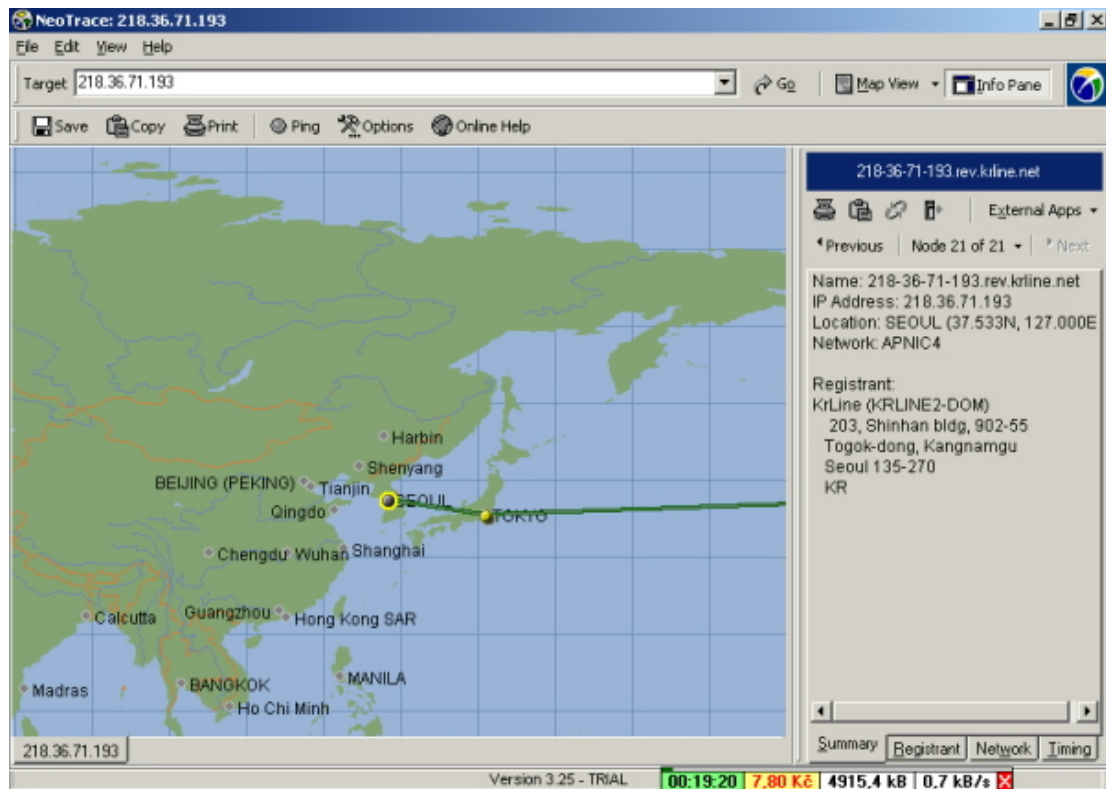 NeoTrace: 218.36.71.193
File Edit View Help
Target 218.36.71.193 Go Map View Info Pane
Save Copy Print Ping Options Online Help
218-36-71-193.rev.krline.net
External Apps
Previous Node 21 of 21 Next
Name: 218-36-71-193.rev.krline.net
IP Address: 218.36.71.193
Location: SEOUL (37.533N, 127.000E
Network: APNIC4
Registrant:
KrLine (KRLINE2-DOM)
203, Shinhan bldg, 902-55
Togok-dong, Kangnamgu
Seoul 135-270
KR
Harbin
Shenyang
BEIJING (PEKING)
Tianjin
SEOUL
Qingdo
TOKYO
Chengdu
Wuhan
Shanghai
Guangzhou
Hong Kong SAR
Calcutta
MANILA
BANGKOK
Madras
Ho Chi Minh
218.36.71.193
Summary Registrant Network Timing
Version 3.25 - TRIAL 00:19:20 7,80 Kč 4915,4 kB 0,7 kB/s